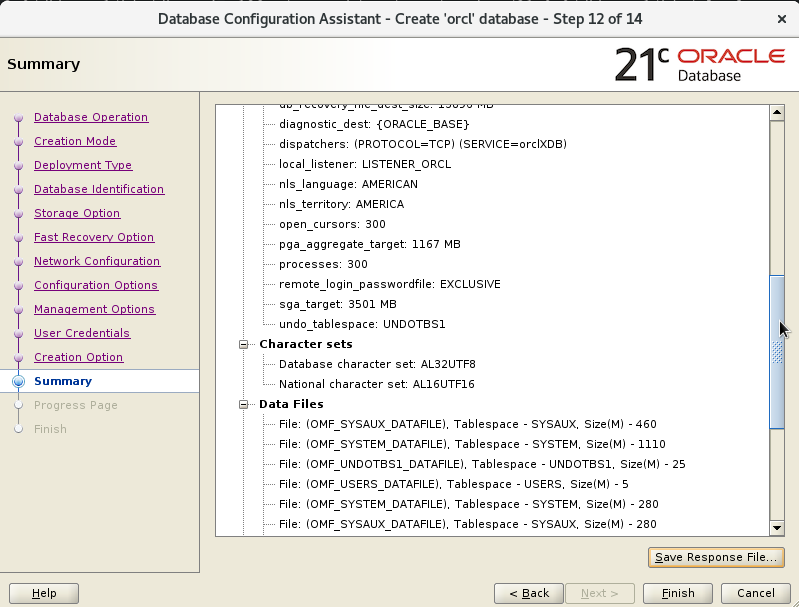 Database Configuration Assistant - Create 'orcl' database - Step 12 of 14
Summary
21c ORACLE
Database
Database Operation
Creation Mode
Deployment Type
Database Identification
Storage Option
Fast Recovery Option
Network Configuration
Configuration Options
Management Options
User Credentials
Creation Option
Summary
Progress Page
Finish
db_recovery_file_dest_size: 15890 MB
diagnostic_dest: {ORACLE_BASE}
dispatchers: (PROTOCOL=TCP) (SERVICE=orclXDB)
local_listener: LISTENER_ORCL
nls_language: AMERICAN
nls_territory: AMERICA
open_cursors: 300
pga_aggregate_target: 1167 MB
processes: 300
remote_login_passwordfile: EXCLUSIVE
sga_target: 3501 MB
undo_tablespace: UNDOTBS1
Character sets
Database character set: AL32UTF8
National character set: AL16UTF16
Data Files
File: (OMF_SYSAUX_DATAFILE), Tablespace - SYSAUX, Size(M) - 460
File: (OMF_SYSTEM_DATAFILE), Tablespace - SYSTEM, Size(M) - 1110
File: (OMF_UNDOTBS1_DATAFILE), Tablespace - UNDOTBS1, Size(M) - 25
File: (OMF_USERS_DATAFILE), Tablespace - USERS, Size(M) - 5
File: (OMF_SYSTEM_DATAFILE), Tablespace - SYSTEM, Size(M) - 280
File: (OMF_SYSAUX_DATAFILE), Tablespace - SYSAUX, Size(M) - 280
Save Response File...
Help
< Back
Next >
Finish
Cancel